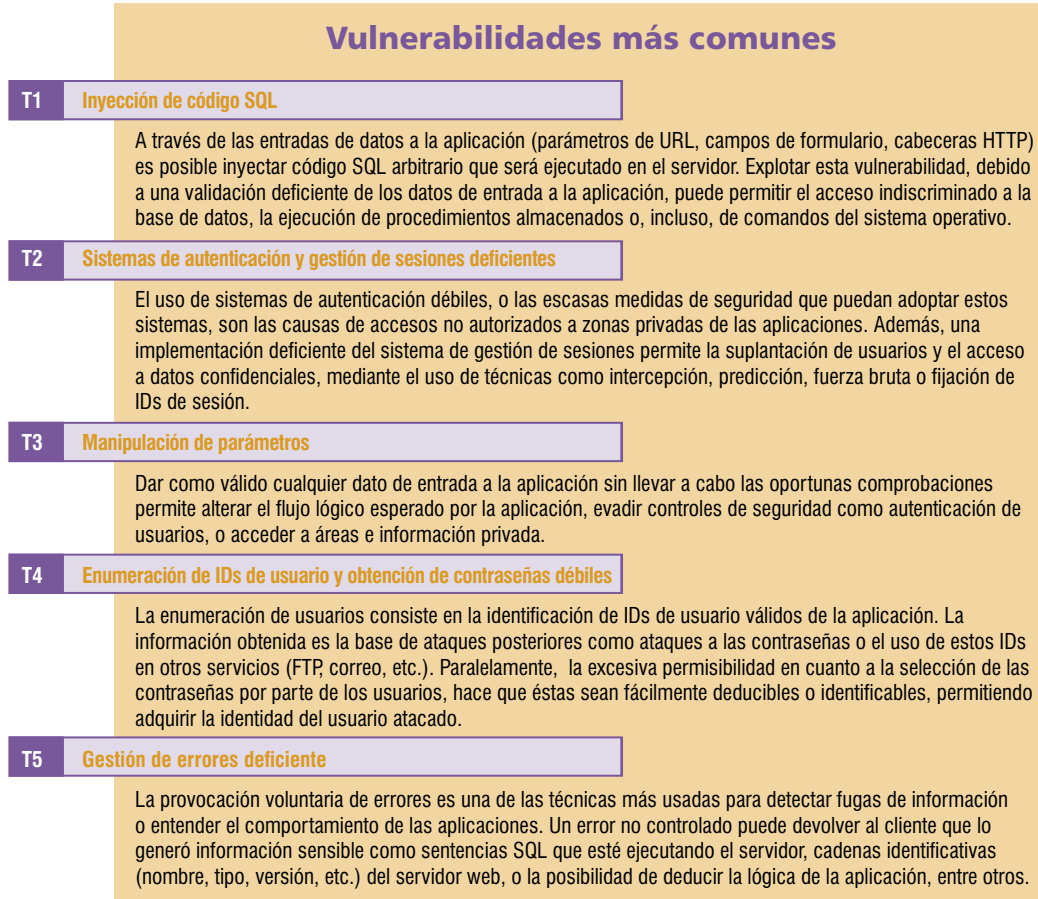 Vulnerabilidades más comunes
T1 Inyección de código SQL
A través de las entradas de datos a la aplicación (parámetros de URL, campos de formulario, cabeceras HTTP)
es posible inyectar código SQL arbitrario que será ejecutado en el servidor. Explotar esta vulnerabilidad, debido
a una validación deficiente de los datos de entrada a la aplicación, puede permitir el acceso indiscriminado a la
base de datos, la ejecución de procedimientos almacenados o, incluso, de comandos del sistema operativo.
T2 Sistemas de autenticación y gestión de sesiones deficientes
El uso de sistemas de autenticación débiles, o las escasas medidas de seguridad que puedan adoptar estos
sistemas, son las causas de accesos no autorizados a zonas privadas de las aplicaciones. Además, una
implementación deficiente del sistema de gestión de sesiones permite la suplantación de usuarios y el acceso
a datos confidenciales, mediante el uso de técnicas como intercepción, predicción, fuerza bruta o fijación de
IDs de sesión.
T3 Manipulación de parámetros
Dar como válido cualquier dato de entrada a la aplicación sin llevar a cabo las oportunas comprobaciones
permite alterar el flujo lógico esperado por la aplicación, evadir controles de seguridad como autenticación de
usuarios, o acceder a áreas e información privada.
T4 Enumeración de IDs de usuario y obtención de contraseñas débiles
La enumeración de usuarios consiste en la identificación de IDs de usuario válidos de la aplicación. La
información obtenida es la base de ataques posteriores como ataques a las contraseñas o el uso de estos IDs
en otros servicios (FTP, correo, etc.). Paralelamente, la excesiva permisibilidad en cuanto a la selección de las
contraseñas por parte de los usuarios, hace que éstas sean fácilmente deducibles o identificables, permitiendo
adquirir la identidad del usuario atacado.
T5 Gestión de errores deficiente
La provocación voluntaria de errores es una de las técnicas más usadas para detectar fugas de información
o entender el comportamiento de las aplicaciones. Un error no controlado puede devolver al cliente que lo
generó información sensible como sentencias SQL que esté ejecutando el servidor, cadenas identificativas
(nombre, tipo, versión, etc.) del servidor web, o la posibilidad de deducir la lógica de la aplicación, entre otros.